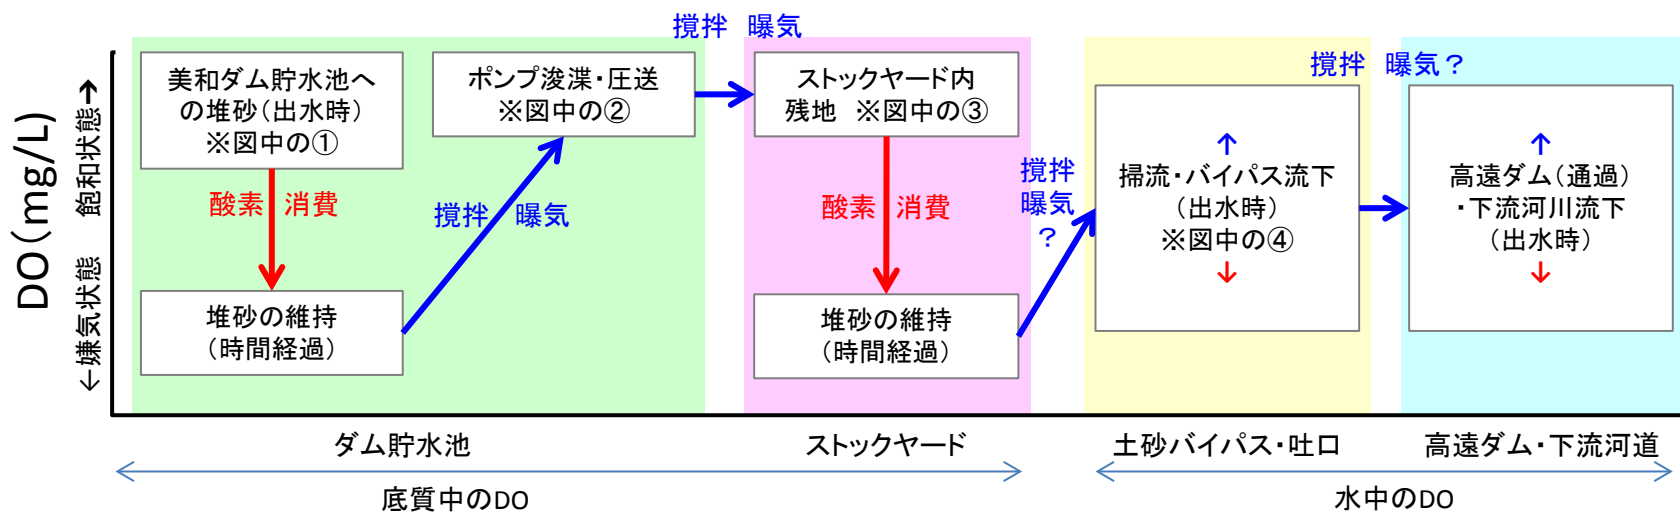 DO(mg/L)
←嫌気状態 飽和状態→
美和ダム貯水池へ
の堆砂(出水時)
※図中の①
酸素 消費
堆砂の維持
(時間経過)
撹拌 曝気
ポンプ浚渫・圧送
※図中の②
撹拌 曝気
ストックヤード内
残地 ※図中の③
酸素 消費
堆砂の維持
(時間経過)
撹拌
曝気
?
↑
掃流・バイパス流下
(出水時)
※図中の④
↓
撹拌 曝気?
↑
高遠ダム(通過)
・下流河川流下
(出水時)
↓
ダム貯水池
ストックヤード
土砂バイパス・吐口
高遠ダム・下流河道
底質中のDO
水中のDO